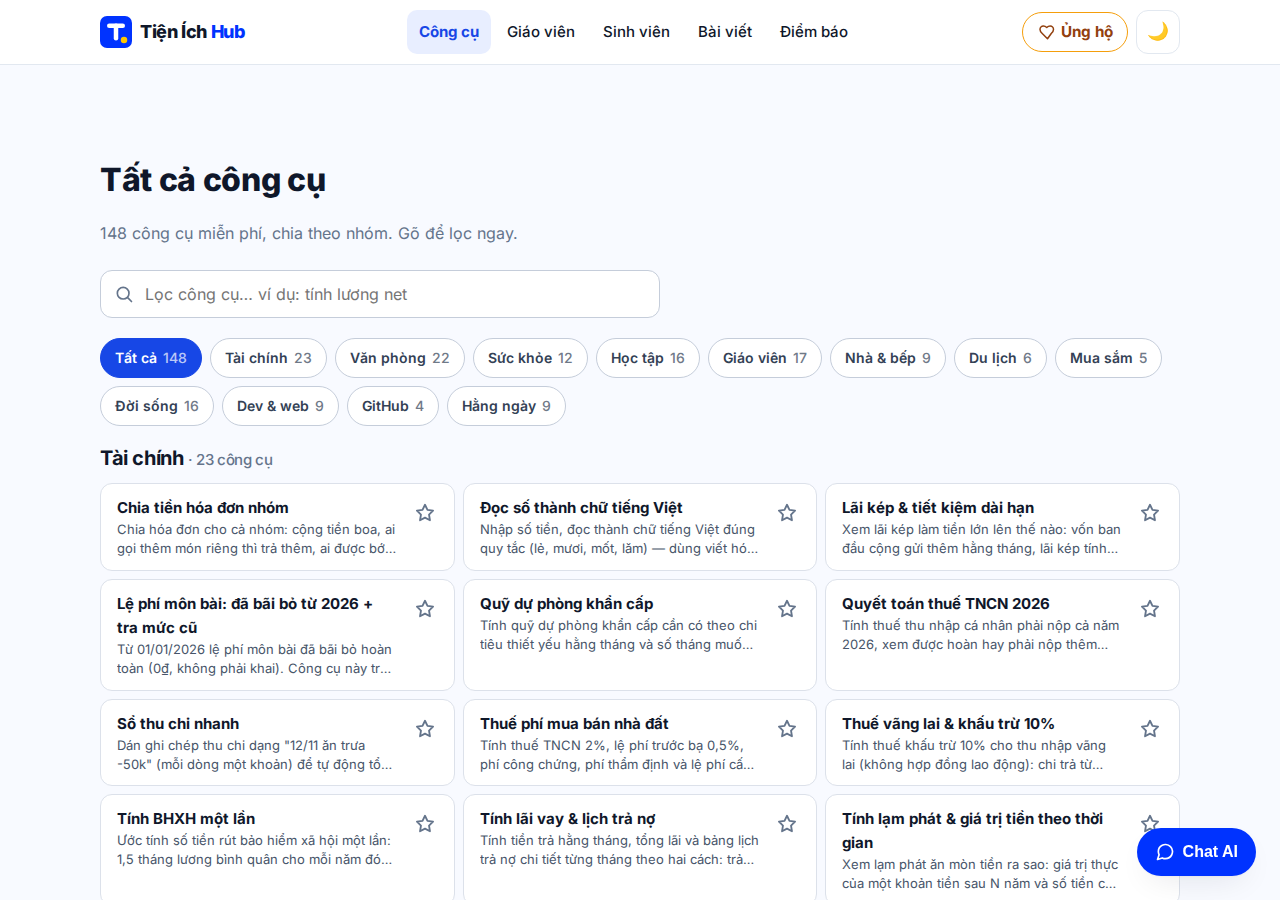 Tiện Ích Hub
Công cụ
Giáo viên
Sinh viên
Bài viết
Điểm báo
Ủng hộ
Tất cả công cụ
148 công cụ miễn phí, chia theo nhóm. Gõ để lọc ngay.
Lọc công cụ... ví dụ: tính lương net
Tất cả 148
Tài chính 23
Văn phòng 22
Sức khỏe 12
Học tập 16
Giáo viên 17
Nhà & bếp 9
Du lịch 6
Mua sắm 5
Đời sống 16
Dev & web 9
GitHub 4
Hằng ngày 9
Tài chính · 23 công cụ
Chia tiền hóa đơn nhóm
Chia hóa đơn cho cả nhóm: cộng tiền boa, ai
gọi thêm món riêng thì trả thêm, ai được bớ...
Đọc số thành chữ tiếng Việt
Nhập số tiền, đọc thành chữ tiếng Việt đúng
quy tắc (lẻ, mươi, mốt, lăm) — dùng viết hó...
Lãi kép & tiết kiệm dài hạn
Xem lãi kép làm tiền lớn lên thế nào: vốn ban
đầu cộng gửi thêm hằng tháng, lãi kép tính...
Lệ phí môn bài: đã bãi bỏ từ 2026 +
tra mức cũ
Từ 01/01/2026 lệ phí môn bài đã bãi bỏ hoàn
toàn (0₫, không phải khai). Công cụ này tr...
Quỹ dự phòng khẩn cấp
Tính quỹ dự phòng khẩn cấp cần có theo chi
tiêu thiết yếu hằng tháng và số tháng muố...
Quyết toán thuế TNCN 2026
Tính thuế thu nhập cá nhân phải nộp cả năm
2026, xem được hoàn hay phải nộp thêm...
Sổ thu chi nhanh
Dán ghi chép thu chi dạng "12/11 ăn trưa
-50k" (mỗi dòng một khoản) để tự động tổ...
Thuế phí mua bán nhà đất
Tính thuế TNCN 2%, lệ phí trước bạ 0,5%,
phí công chứng, phí thẩm định và lệ phí cấ...
Thuế vãng lai & khấu trừ 10%
Tính thuế khấu trừ 10% cho thu nhập vãng
lai (không hợp đồng lao động): chi trả từ...
Tính BHXH một lần
Ước tính số tiền rút bảo hiểm xã hội một lần:
1,5 tháng lương bình quân cho mỗi năm đó...
Tính lãi vay & lịch trả nợ
Tính tiền trả hằng tháng, tổng lãi và bảng lịch
trả nợ chi tiết từng tháng theo hai cách: trả...
Tính lạm phát & giá trị tiền theo thời
gian
Xem lạm phát ăn mòn tiền ra sao: giá trị thực
của một khoản tiền sau N năm và số tiền c...
Chat AI